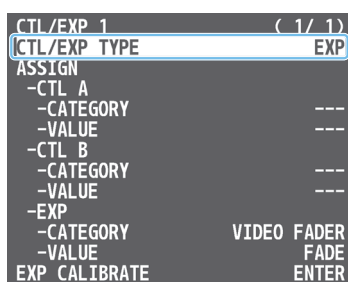 CTL/EXP 1 ( 1/ 1)
CTL/EXP TYPE EXP
ASSIGN
-CTL A
-CATEGORY ---
-VALUE ---
-CTL B
-CATEGORY ---
-VALUE ---
-EXP
-CATEGORY VIDEO FADER
-VALUE FADE
EXP CALIBRATE ENTER